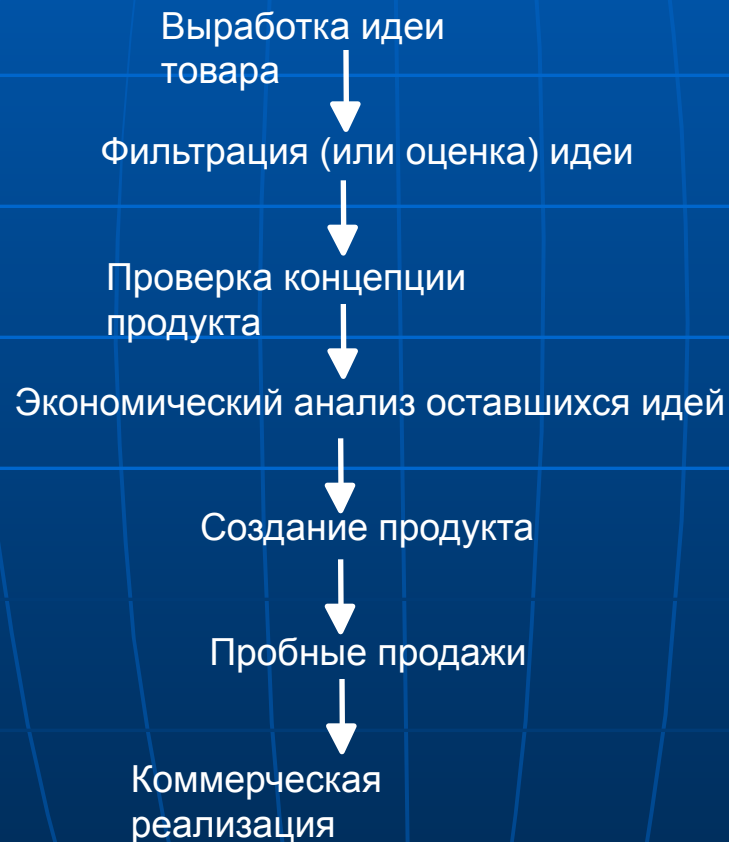 Выработка идеи
товара
Фильтрация (или оценка) идеи
Проверка концепции
продукта
Экономический анализ оставшихся идей
Создание продукта
Пробные продажи
Коммерческая
реализация